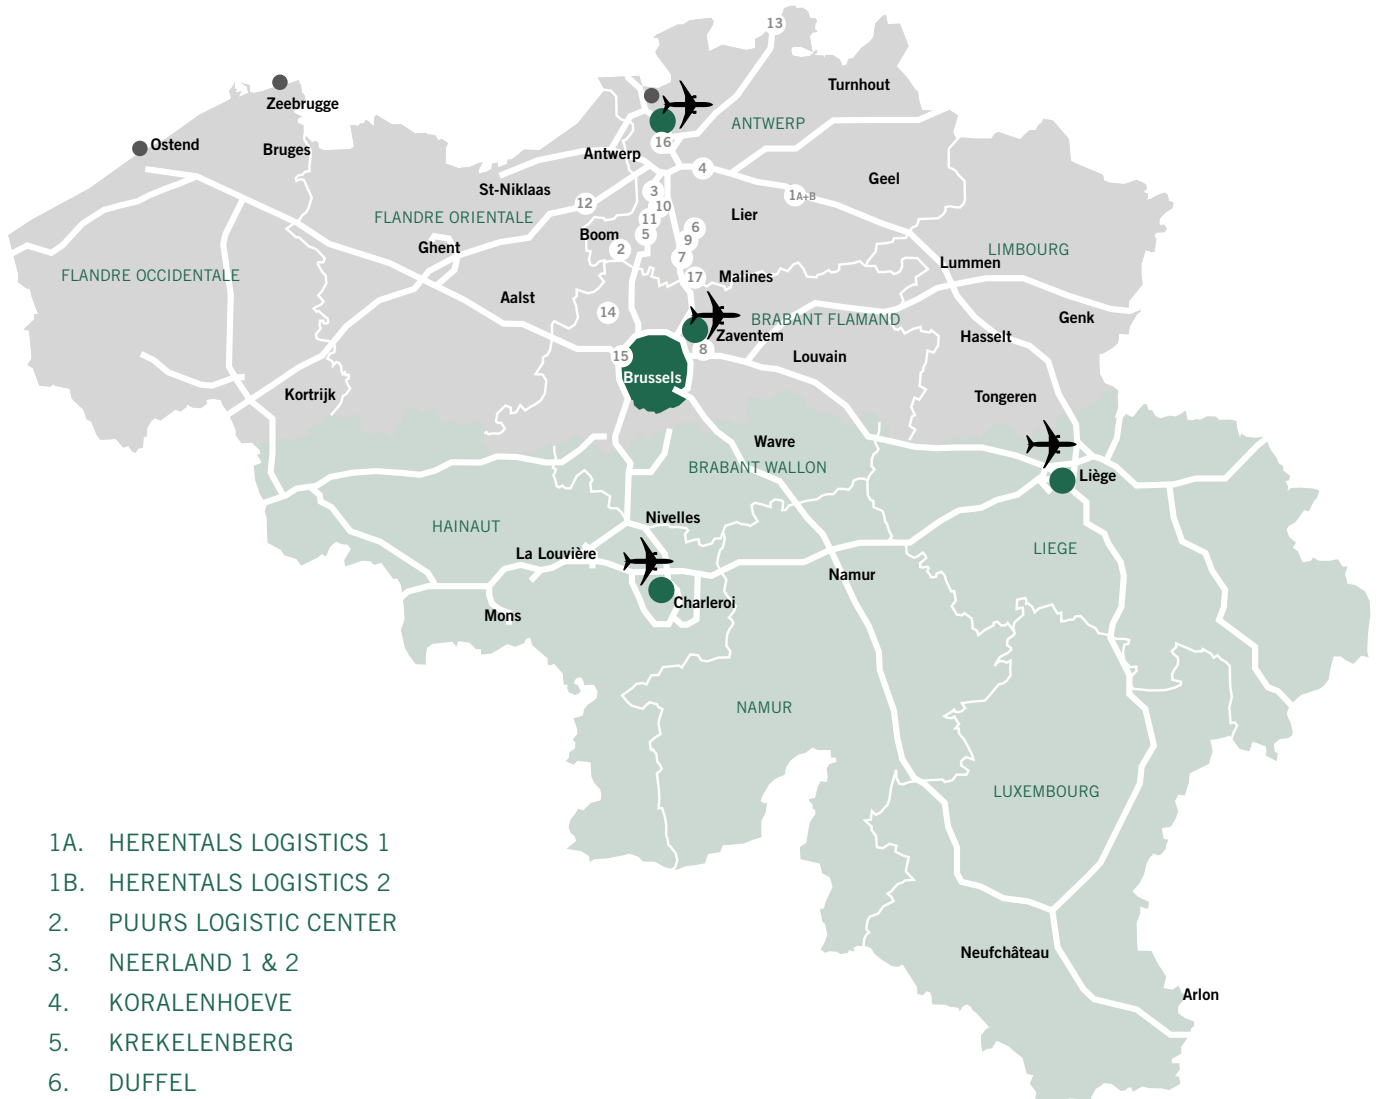 13
Turnhout
Zeebrugge
ANTWERP
Ostend
Bruges
16
Antwerp
4
Geel
St-Niklaas
3
1A+B
12
10
FLANDRE ORIENTALE
11
Lier
6
Boom
5
9
Ghent
2
LIMBOURG
7
Lummen
FLANDRE OCCIDENTALE
17
Malines
Aalst
14
BRABANT FLAMAND
Genk
Zaventem
Hasselt
15
8
Louvain
Brussels
Kortrijk
Tongeren
Wavre
BRABANT WALLON
Liège
Nivelles
HAINAUT
La Louvière
LIEGE
Namur
Charleroi
Mons
NAMUR
LUXEMBOURG
Neufchâteau
Arlon
1A. HERENTALS LOGISTICS 1
1B. HERENTALS LOGISTICS 2
2. PUURS LOGISTIC CENTER
3. NEERLAND 1 & 2
4. KORALENHOEVE
5. KREKELENBERG
6. DUFFEL